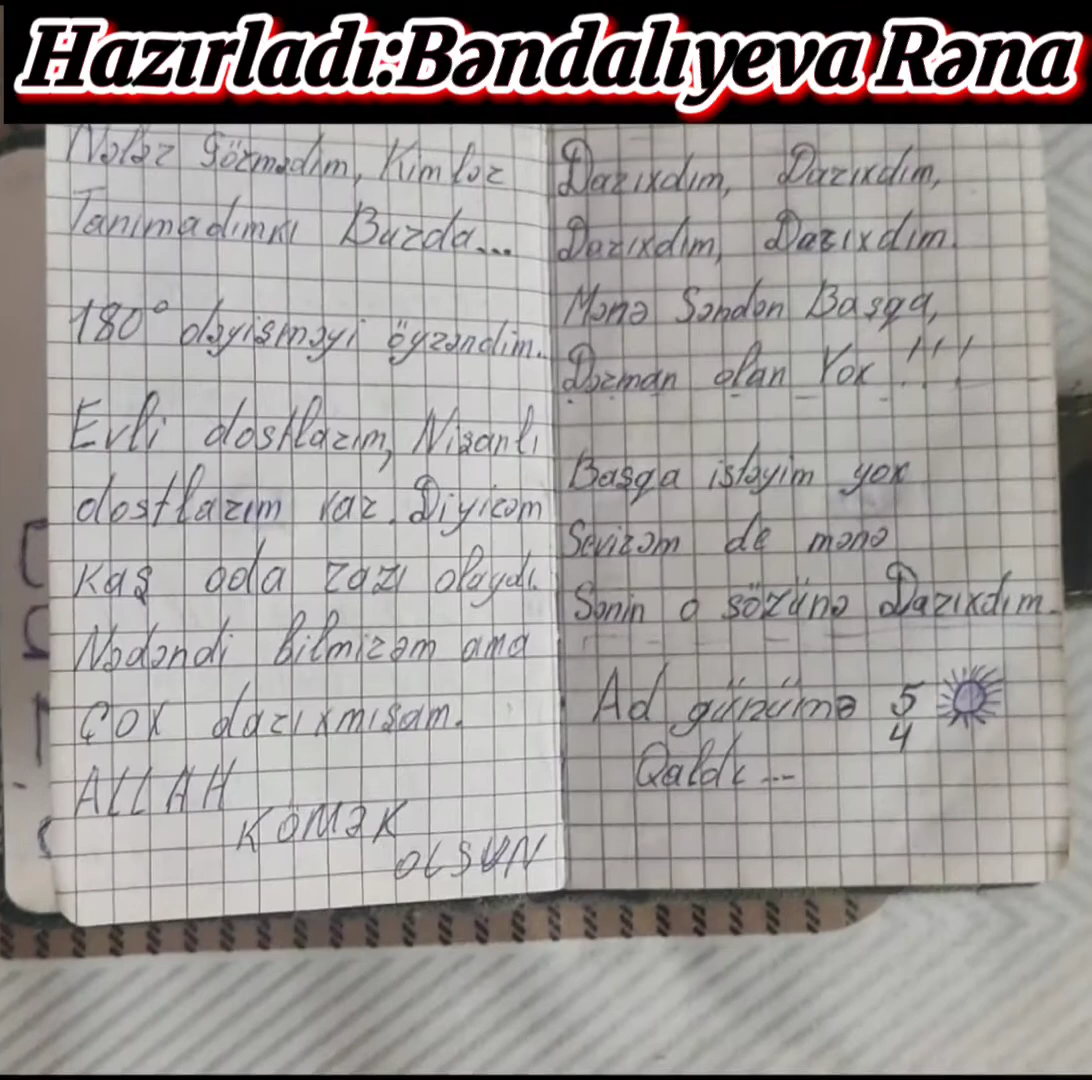 Hazırladı:Bəndalıyeva Rəna
Nələr görmədim, Kimlər
Tanımadımkı Burda...
180° dəyişməyi öyrəndim..
Evli dostlarım, Nişanlı
dostlarım var. Diyirəm
Kaş oda razı olaydı.
Nədəndi bilmirəm ama
Çox darıxmışam.
ALLAH
KÖMƏK
OLSUN
Darıxdım, Darıxdım,
Darıxdım, Darıxdım.
Mənə Səndən Başqa,
Dərman olan Yox !!!
Başqa istəyim yox
Sevirəm de mənə
Sənin o sözünə Darıxdım.
Ad günümə 5
4
Qaldı...